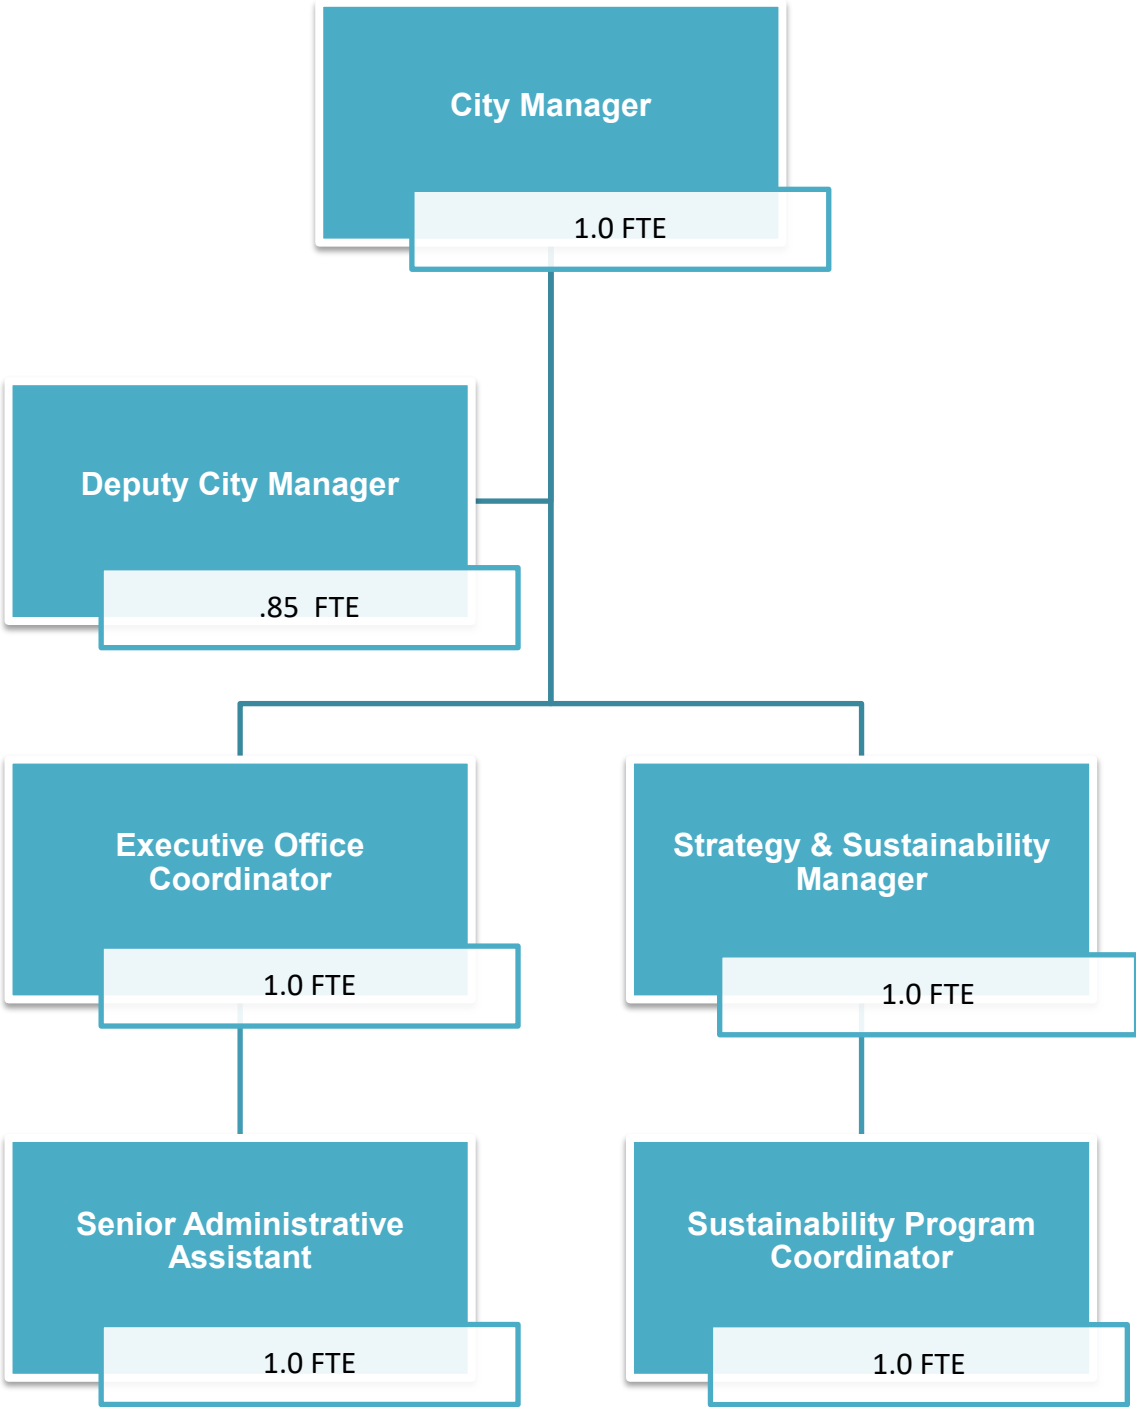 City Manager
1.0 FTE
Deputy City Manager
.85  FTE
Executive Office
Coordinator
1.0 FTE
Strategy & Sustainability
Manager
1.0 FTE
Senior Administrative
Assistant
1.0 FTE
Sustainability Program
Coordinator
1.0 FTE